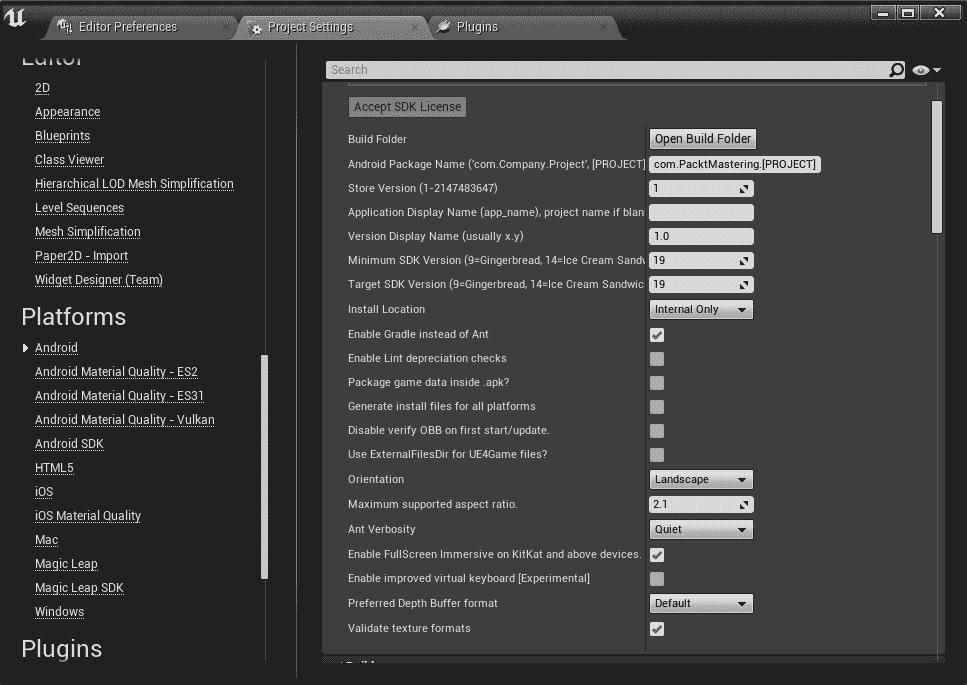 Editor Preferences
Project Settings
Plugins
Editor
2D
Appearance
Blueprints
Class Viewer
Hierarchical LOD Mesh Simplification
Level Sequences
Mesh Simplification
Paper2D - Import
Widget Designer (Team)
Platforms
Android
Android Material Quality - ES2
Android Material Quality - ES31
Android Material Quality - Vulkan
Android SDK
HTML5
iOS
iOS Material Quality
Mac
Magic Leap
Magic Leap SDK
Windows
Plugins
Search
Accept SDK License
Build Folder Open Build Folder
Android Package Name ('com.Company.Project', [PROJECT] com.PacktMastering.[PROJECT]
Store Version (1-2147483647) 1
Application Display Name (app_name), project name if blan
Version Display Name (usually x.y) 1.0
Minimum SDK Version (9=Gingerbread, 14=Ice Cream Sandv 19
Target SDK Version (9=Gingerbread, 14=Ice Cream Sandwic 19
Install Location Internal Only
Enable Gradle instead of Ant
Enable Lint depreciation checks
Package game data inside .apk?
Generate install files for all platforms
Disable verify OBB on first start/update.
Use ExternalFilesDir for UE4Game files?
Orientation Landscape
Maximum supported aspect ratio. 2.1
Ant Verbosity Quiet
Enable FullScreen Immersive on KitKat and above devices.
Enable improved virtual keyboard [Experimental]
Preferred Depth Buffer format Default
Validate texture formats